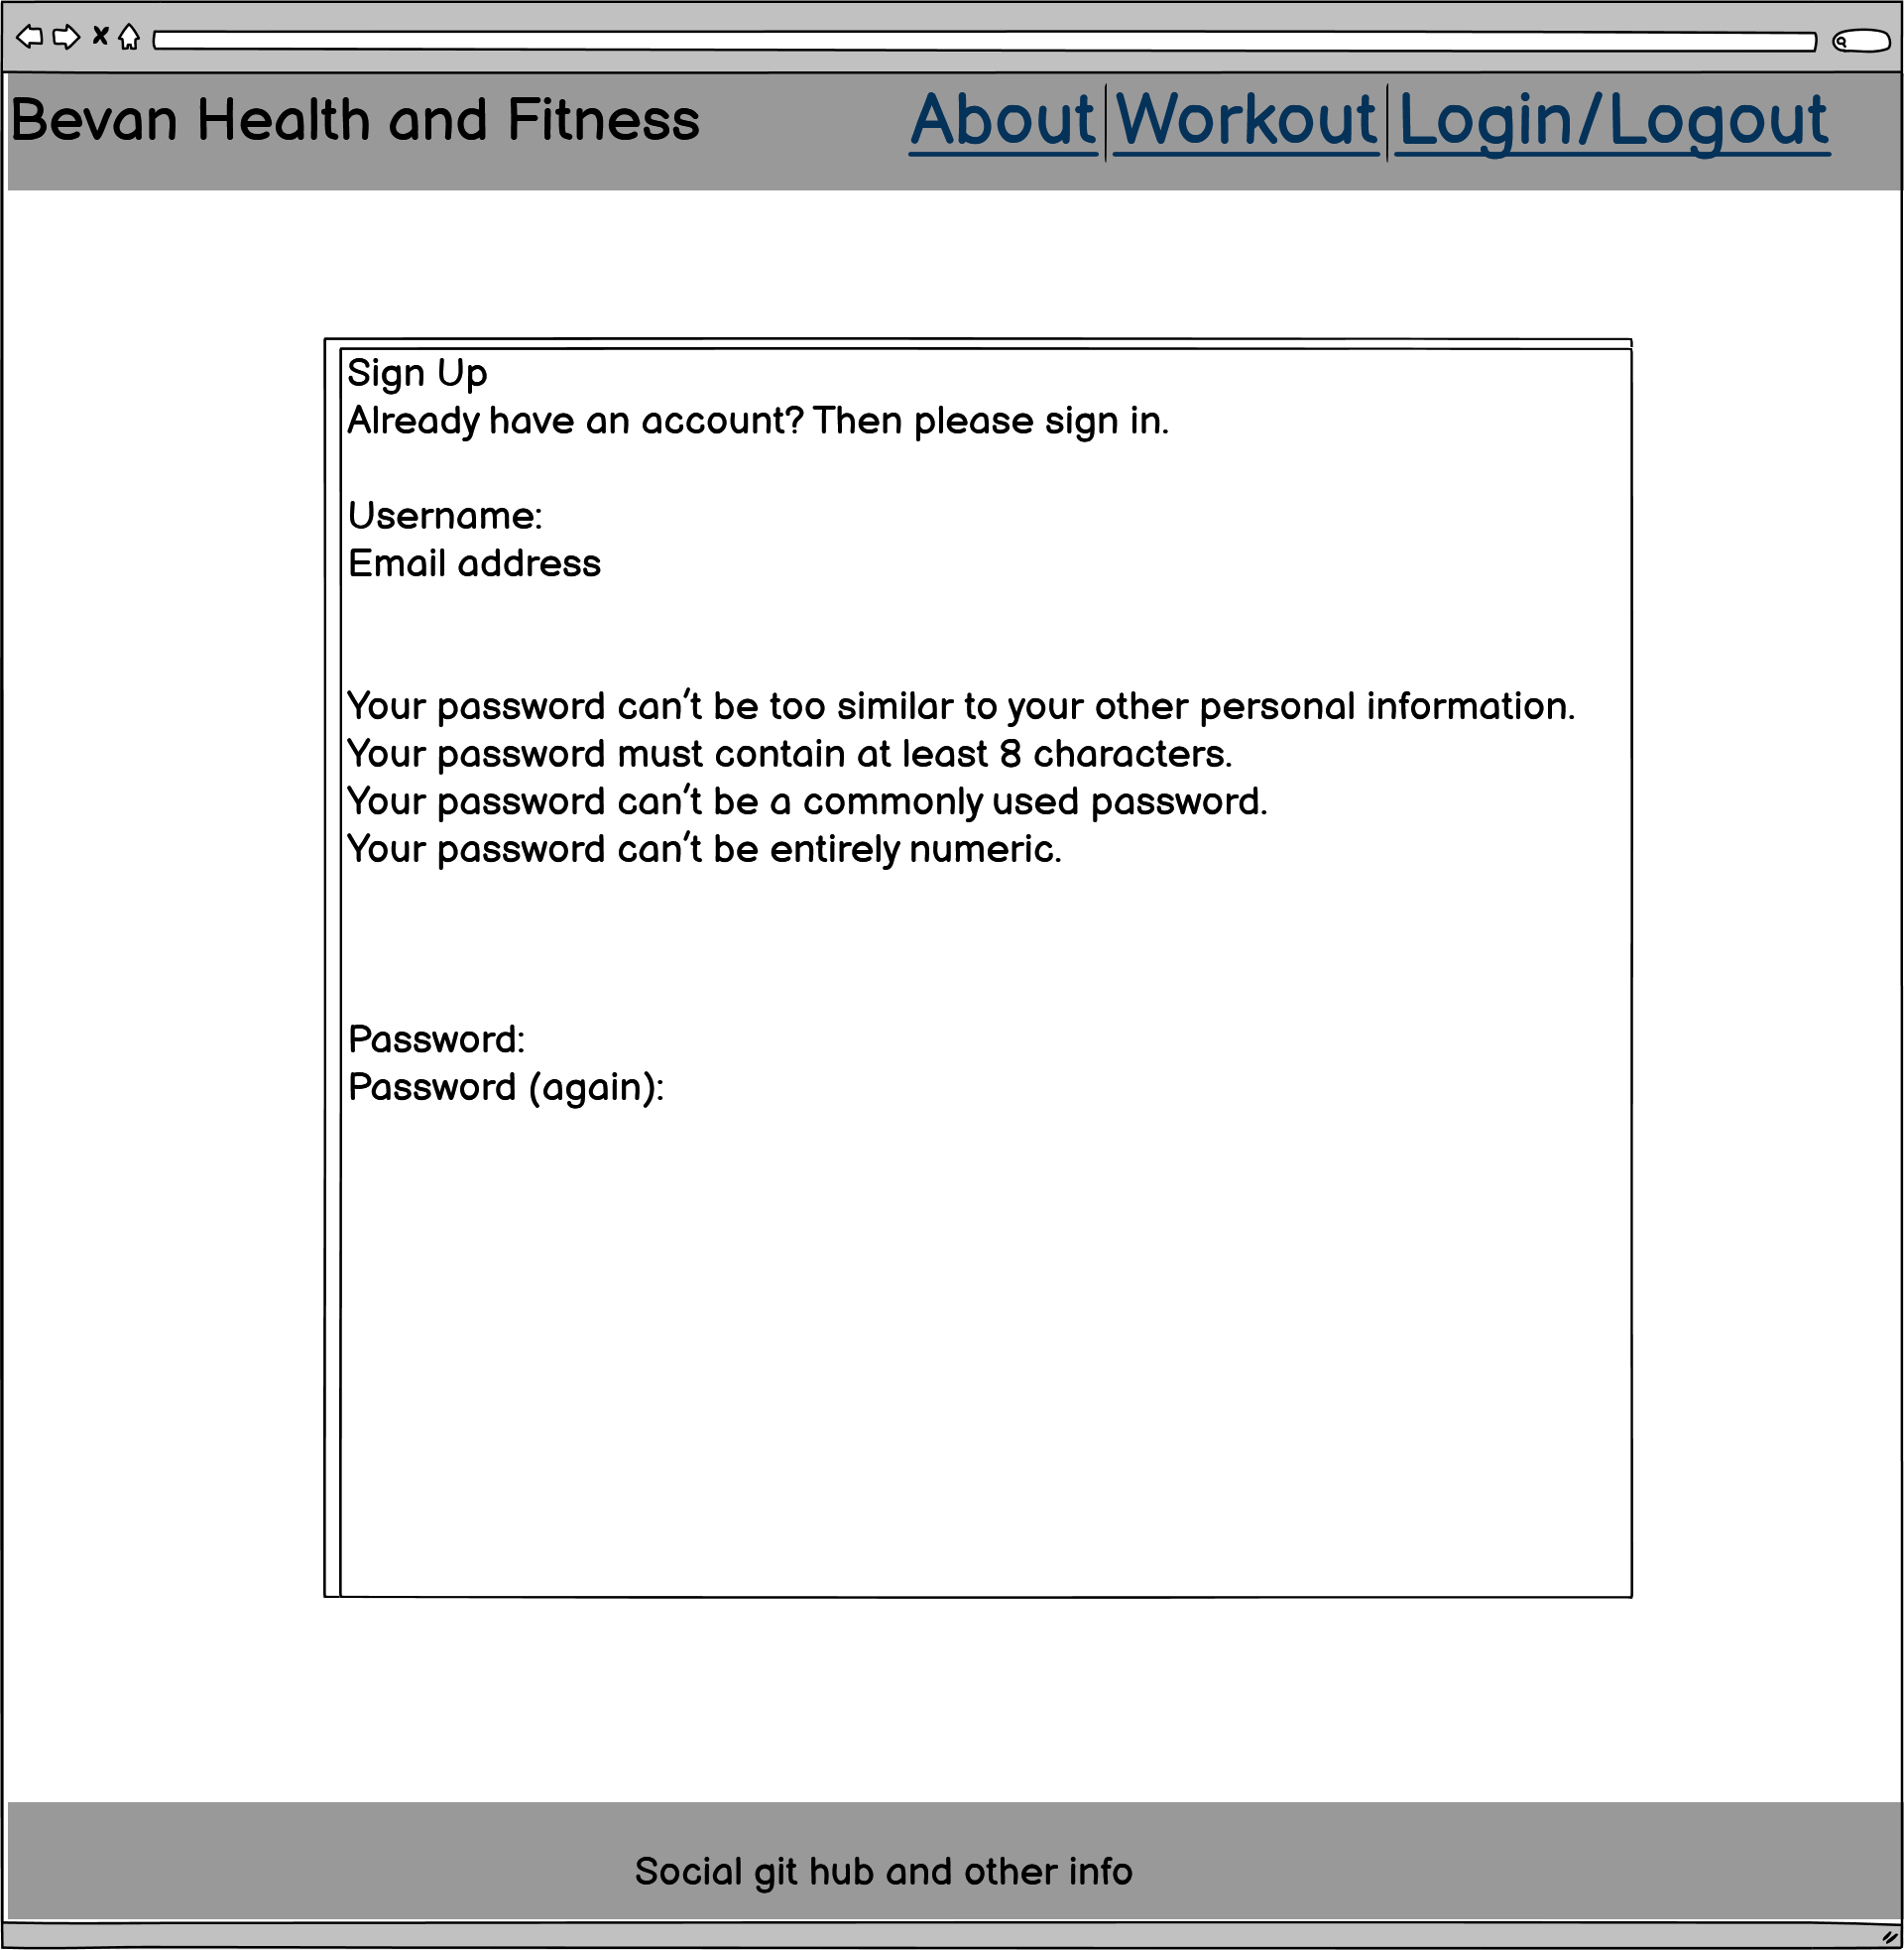 Bevan Health and Fitness
About Workout Login/Logout
Sign Up
Already have an account? Then please sign in.
Username:
Email address
Your password can't be too similar to your other personal information.
Your password must contain at least 8 characters.
Your password can't be a commonly used password.
Your password can't be entirely numeric.
Password:
Password (again):
Social git hub and other info